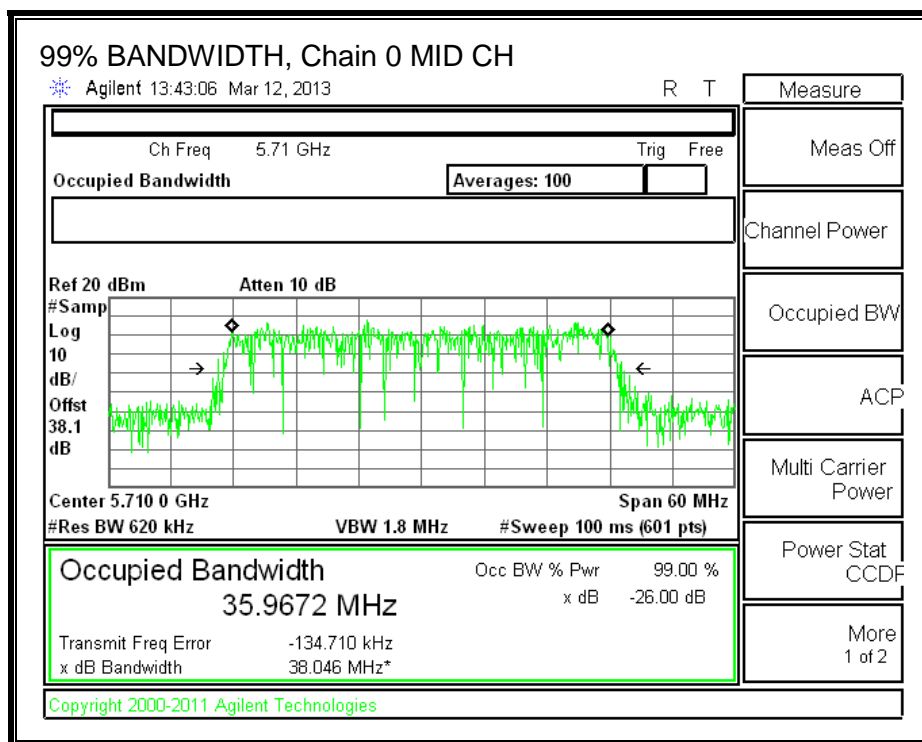 99% BANDWIDTH, Chain 0 MID CH
Agilent 13:43:06 Mar 12, 2013 R T
Measure
Ch Freq 5.71 GHz Trig Free
Meas Off
Occupied Bandwidth Averages: 100
Channel Power
Ref 20 dBm Atten 10 dB
#Samp
Log
10
dB/
Offst
38.1
dB
Occupied BW
ACP
Multi Carrier
Power
Center 5.710 0 GHz Span 60 MHz
#Res BW 620 kHz VBW 1.8 MHz #Sweep 100 ms (601 pts)
Power Stat
CCDF
Occupied Bandwidth Occ BW % Pwr 99.00 %
35.9672 MHz x dB -26.00 dB
Transmit Freq Error -134.710 kHz
x dB Bandwidth 38.046 MHz*
More
1 of 2
Copyright 2000-2011 Agilent Technologies